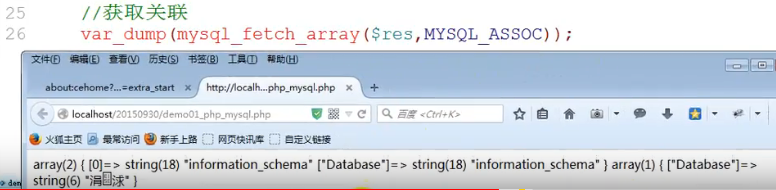 25 //获取关联
26 var_dump(mysql_fetch_array($res,MYSQL_ASSOC));
文件(F) 编辑(E) 查看(V) 历史(S) 书签(B) 工具(T) 帮助(H)
about:cehome?...=extra_start × http://localh...php_mysql.php × +
localhost/20150930/demo01_php_mysql.php 百度 <Ctrl+K>
火狐主页 最常访问 新手上路 网页快讯库 自定义链接
array(2) { [0]=> string(18) "information_schema" ["Database"]=> string(18) "information_schema" } array(1) { ["Database"]=>
string(6) "涓浗" }
den